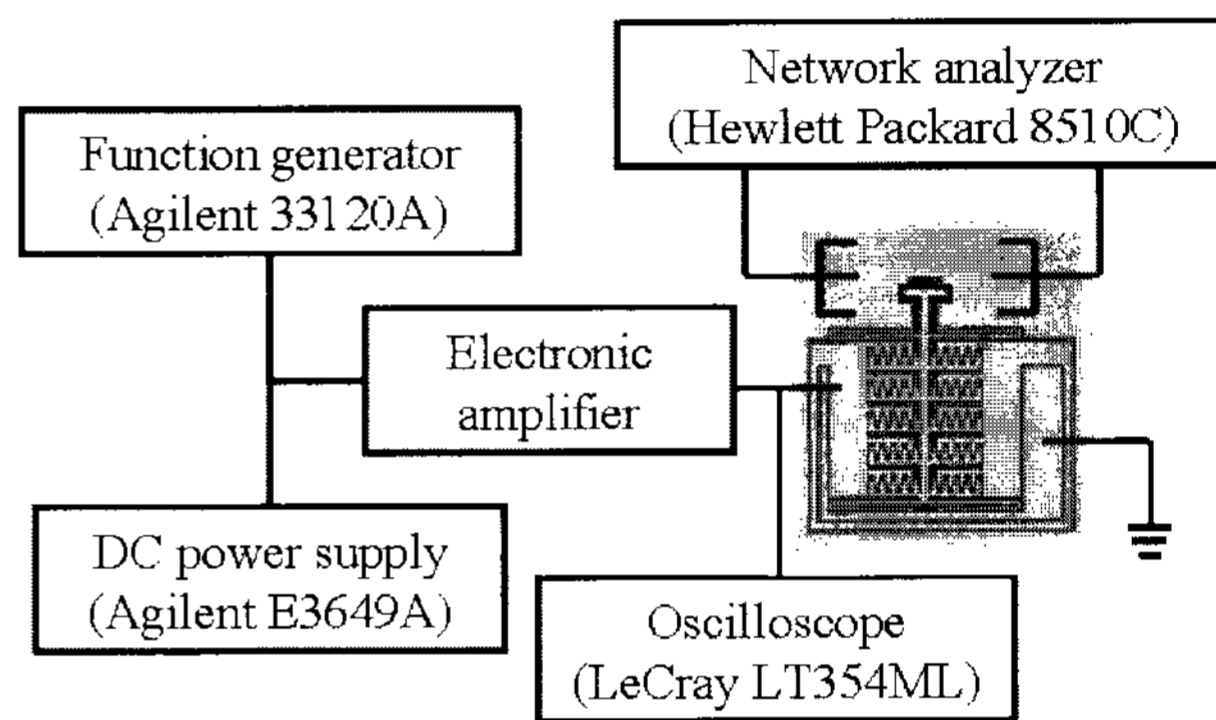 Network analyzer
(Hewlett Packard 8510C)
Function generator
(Agilent 33120A)
Electronic
amplifier
DC power supply
(Agilent E3649A)
Oscilloscope
(LeCray LT354ML)